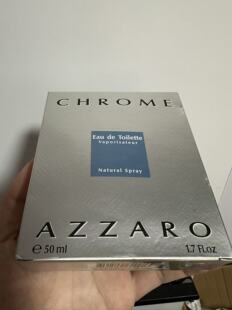 CHROME
Eau de Toilette
Vaporisateur
Natural Spray
AZZARO
℮ 50 ml 1.7 Fl.oz